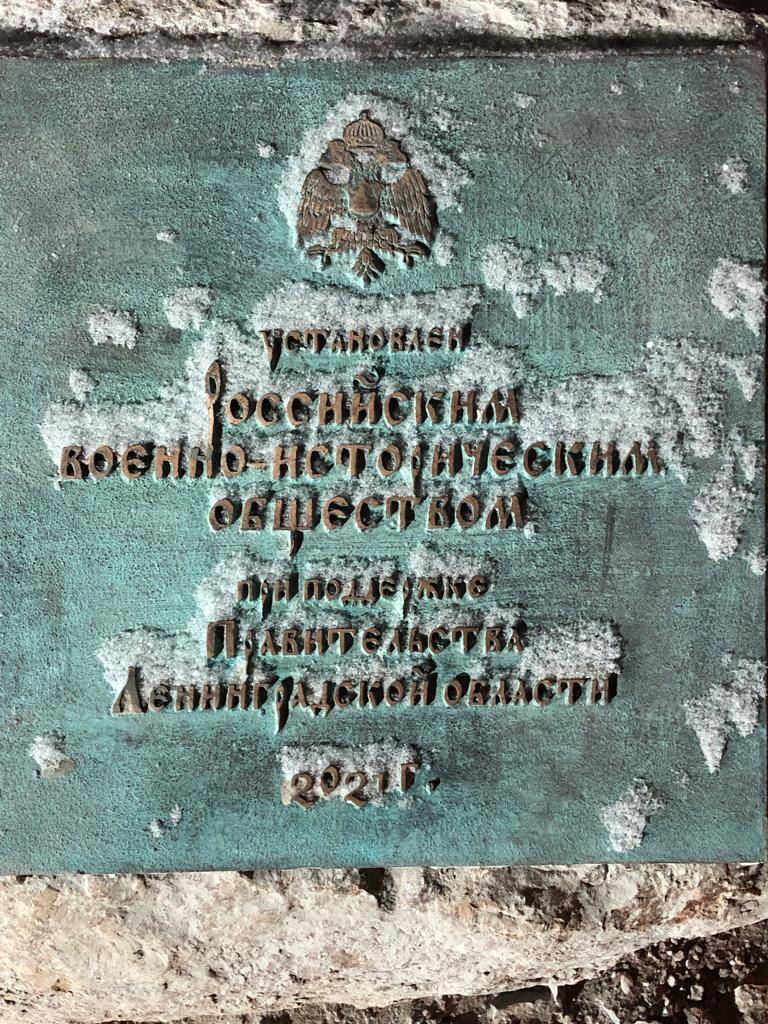 установлен
Российским
военно-историческим
обществом
при поддержке
Правительства
Ленинградской области
2021 г.